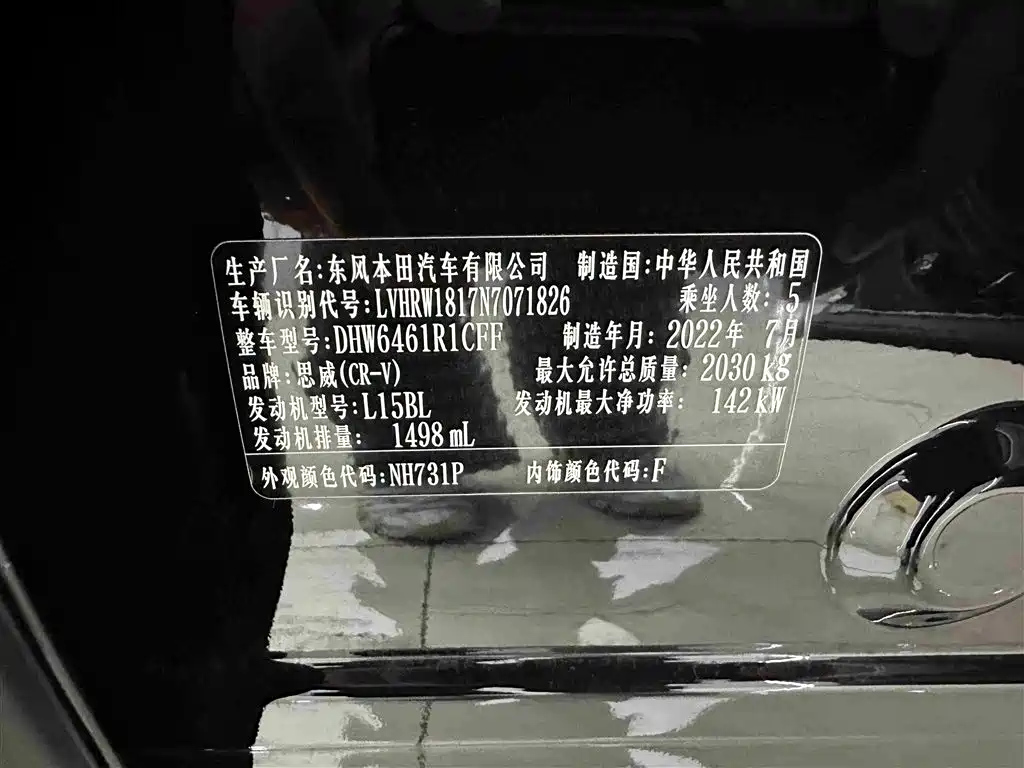 生产厂名:东风本田汽车有限公司 制造国:中华人民共和国
车辆识别代号:LVHRW1817N7071826 乘坐人数: 5
整车型号:DHW6461R1CFF 制造年月: 2022年 7月
品牌:思威(CR-V) 最大允许总质量: 2030 kg
发动机型号:L15BL 发动机最大净功率: 142 kW
发动机排量: 1498 mL
外观颜色代码:NH731P 内饰颜色代码:F